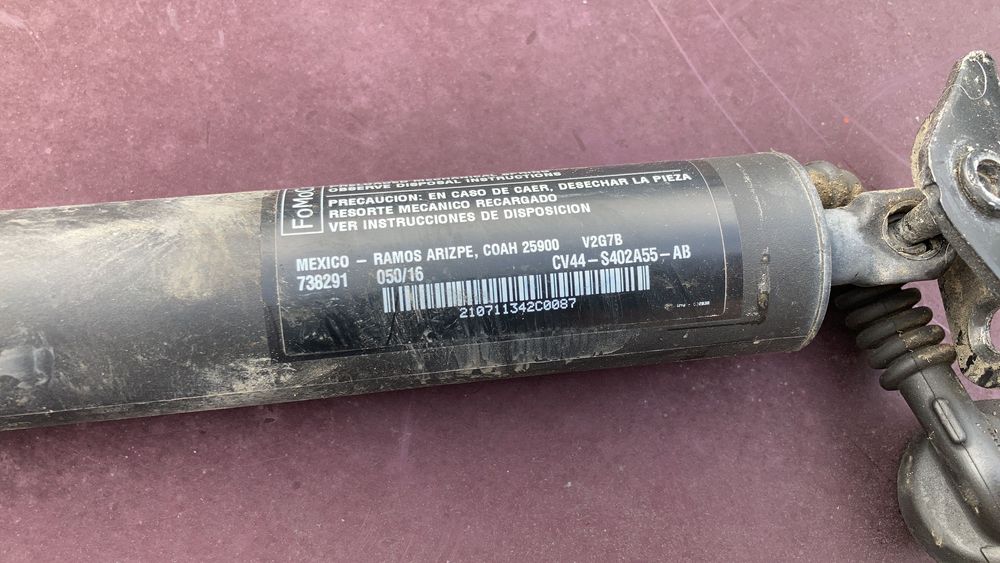 OBSERVE DISPOSAL INSTRUCTIONS
FoMoCo
PRECAUCION: EN CASO DE CAER, DESECHAR LA PIEZA
RESORTE MECANICO RECARGADO
VER INSTRUCCIONES DE DISPOSICION
MEXICO – RAMOS ARIZPE, COAH 25900 V2G7B
738291 050/16 CV44–S402A55–AB
210711342C0087